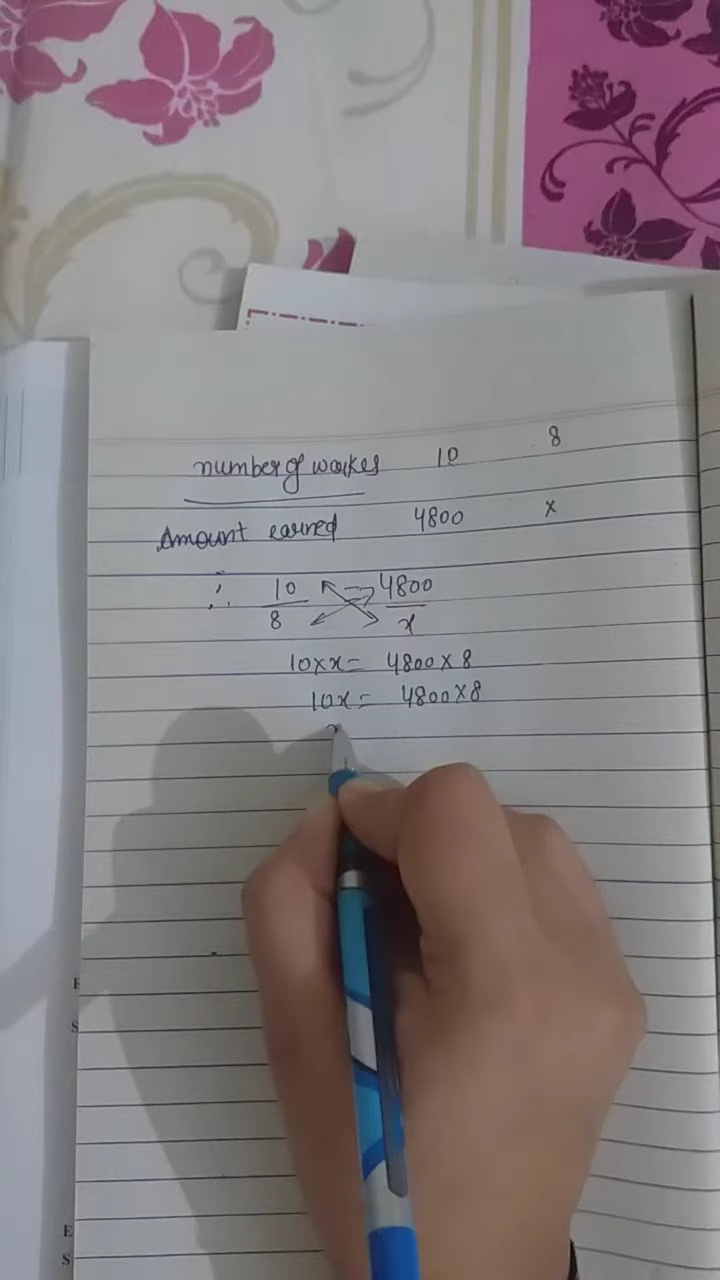 number of workes 10 8
Amount earned 4800 x
∴ 10/8 = 4800/x
10×x = 4800×8
10x = 4800×8
E
S
E
S